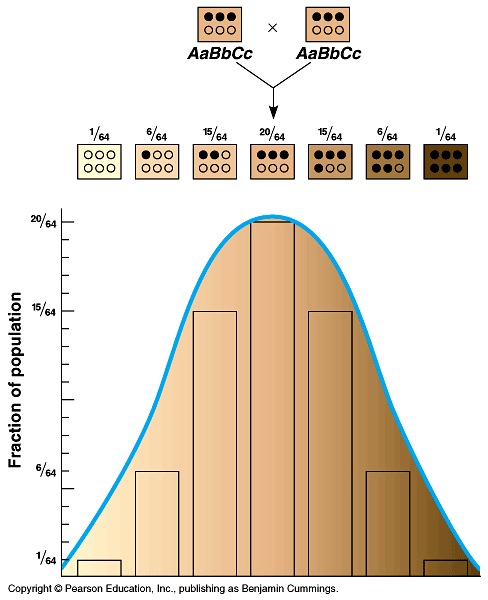 ×
AaBbCc AaBbCc
1/64 6/64 15/64 20/64 15/64 6/64 1/64
20/64
15/64
Fraction of population
6/64
1/64
Copyright © Pearson Education, Inc., publishing as Benjamin Cummings.